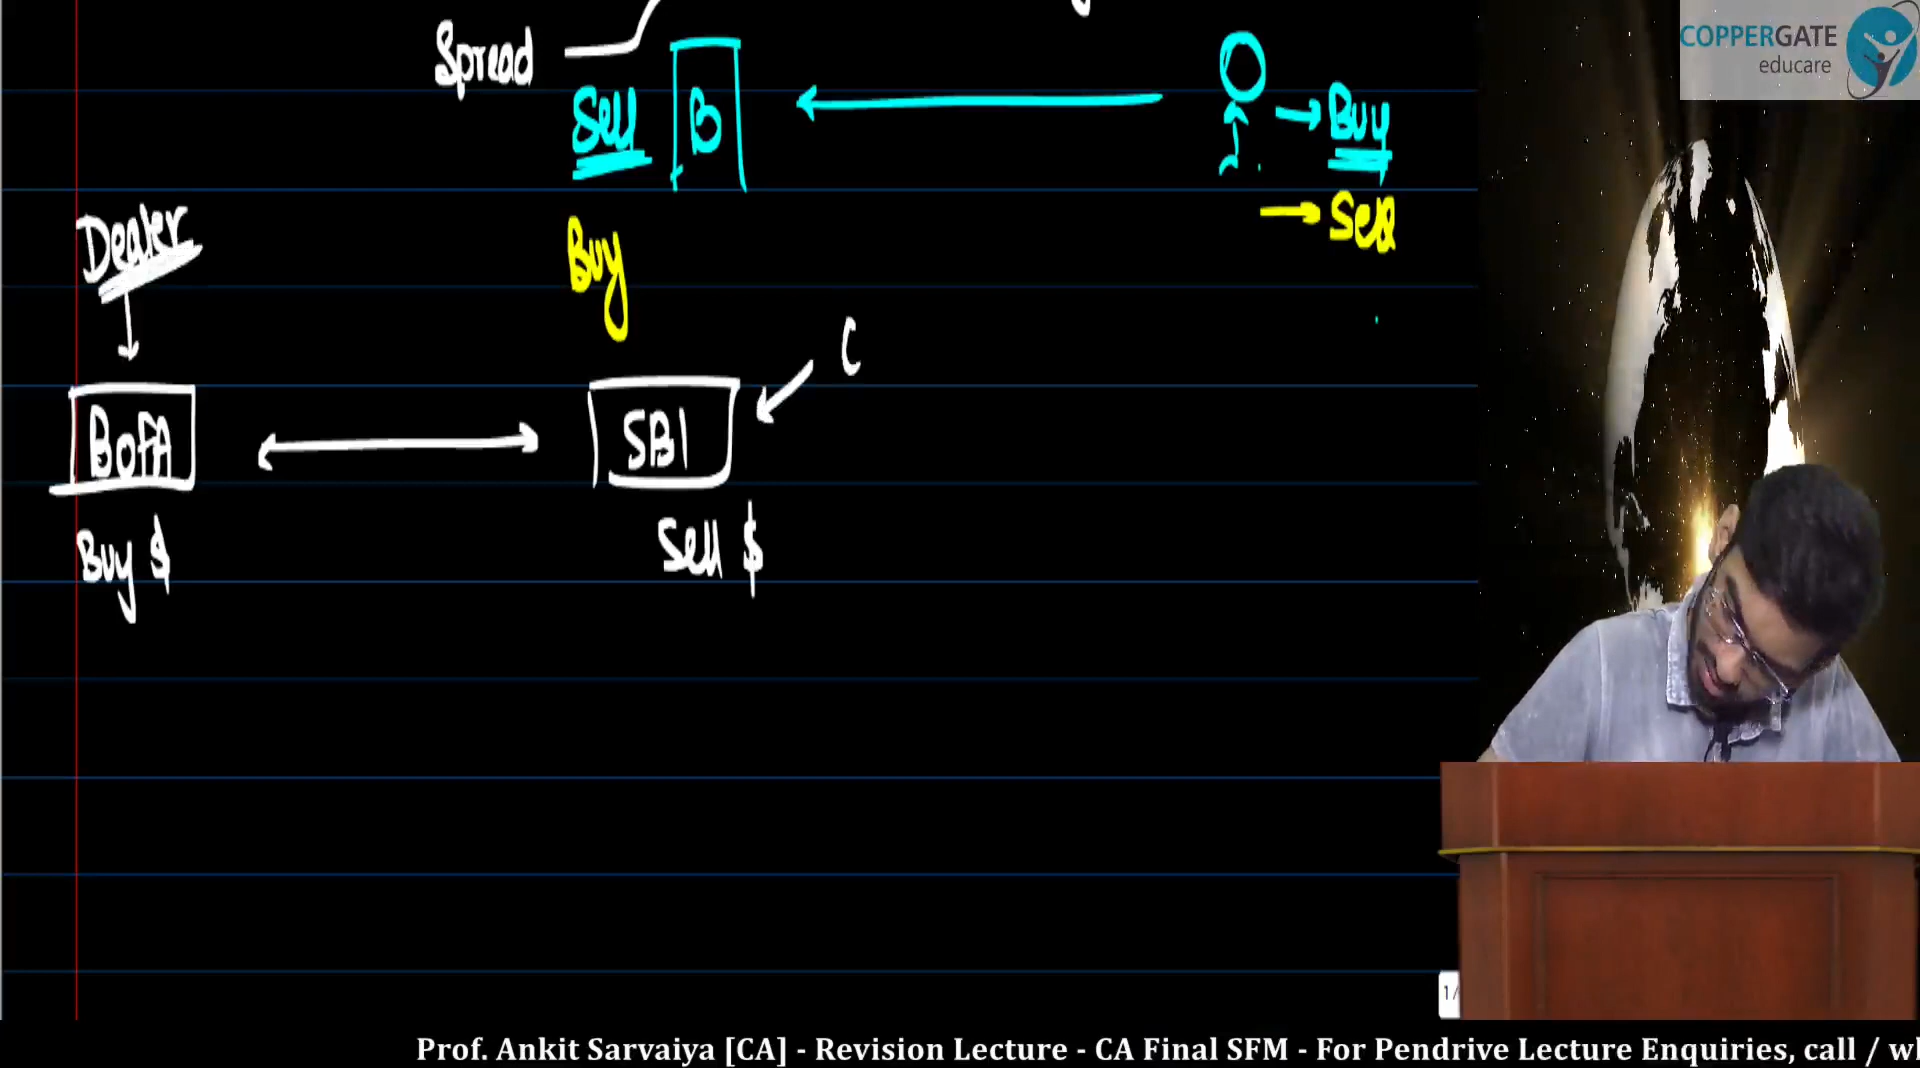 COPPERGATE
educare
Spread
Sell B → Buy
→ Sell
Buy
Dealer
C
BOFA SBI
Buy $ Sell $
1/
Prof. Ankit Sarvaiya [CA] - Revision Lecture - CA Final SFM - For Pendrive Lecture Enquiries, call /